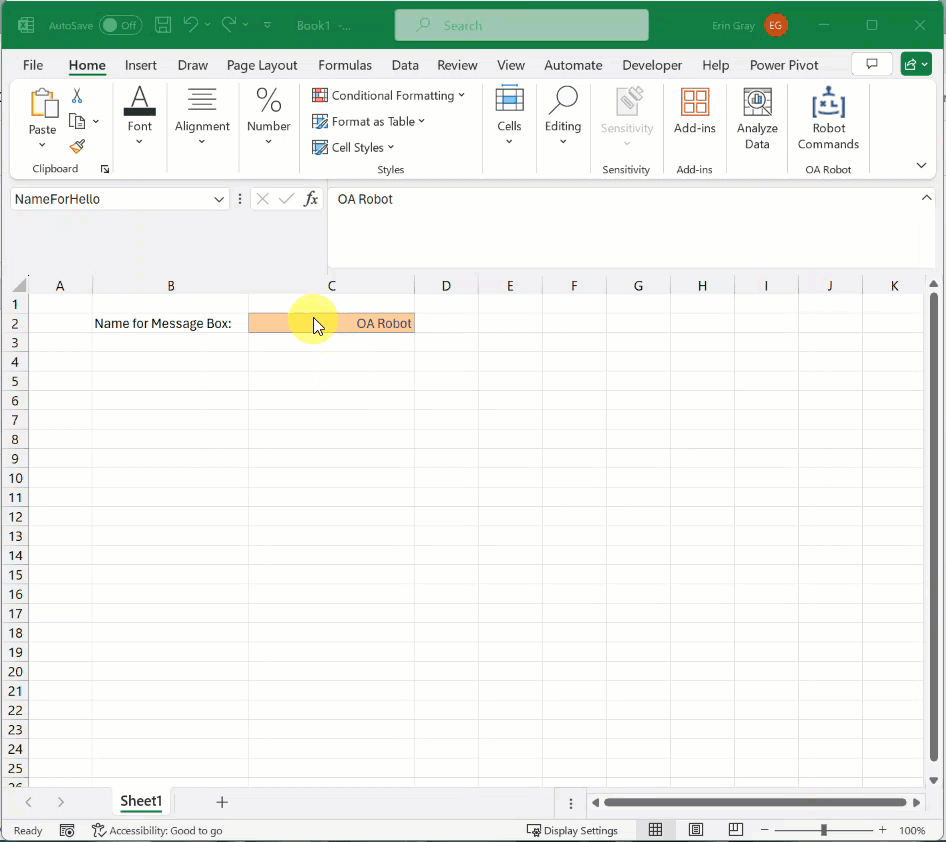 AutoSave Off Book1 -... Search Erin Gray EG
File Home Insert Draw Page Layout Formulas Data Review View Automate Developer Help Power Pivot
Paste Font Alignment Number Conditional Formatting Cells Editing Sensitivity Add-ins Analyze Data Robot Commands
Format as Table
Cell Styles
Clipboard Styles Sensitivity Add-ins OA Robot
NameForHello fx OA Robot
A B C D E F G H I J K
1
2 Name for Message Box: OA Robot
3
4
5
6
7
8
9
10
11
12
13
14
15
16
17
18
19
20
21
22
23
24
25
26
Sheet1
Ready Accessibility: Good to go Display Settings 100%